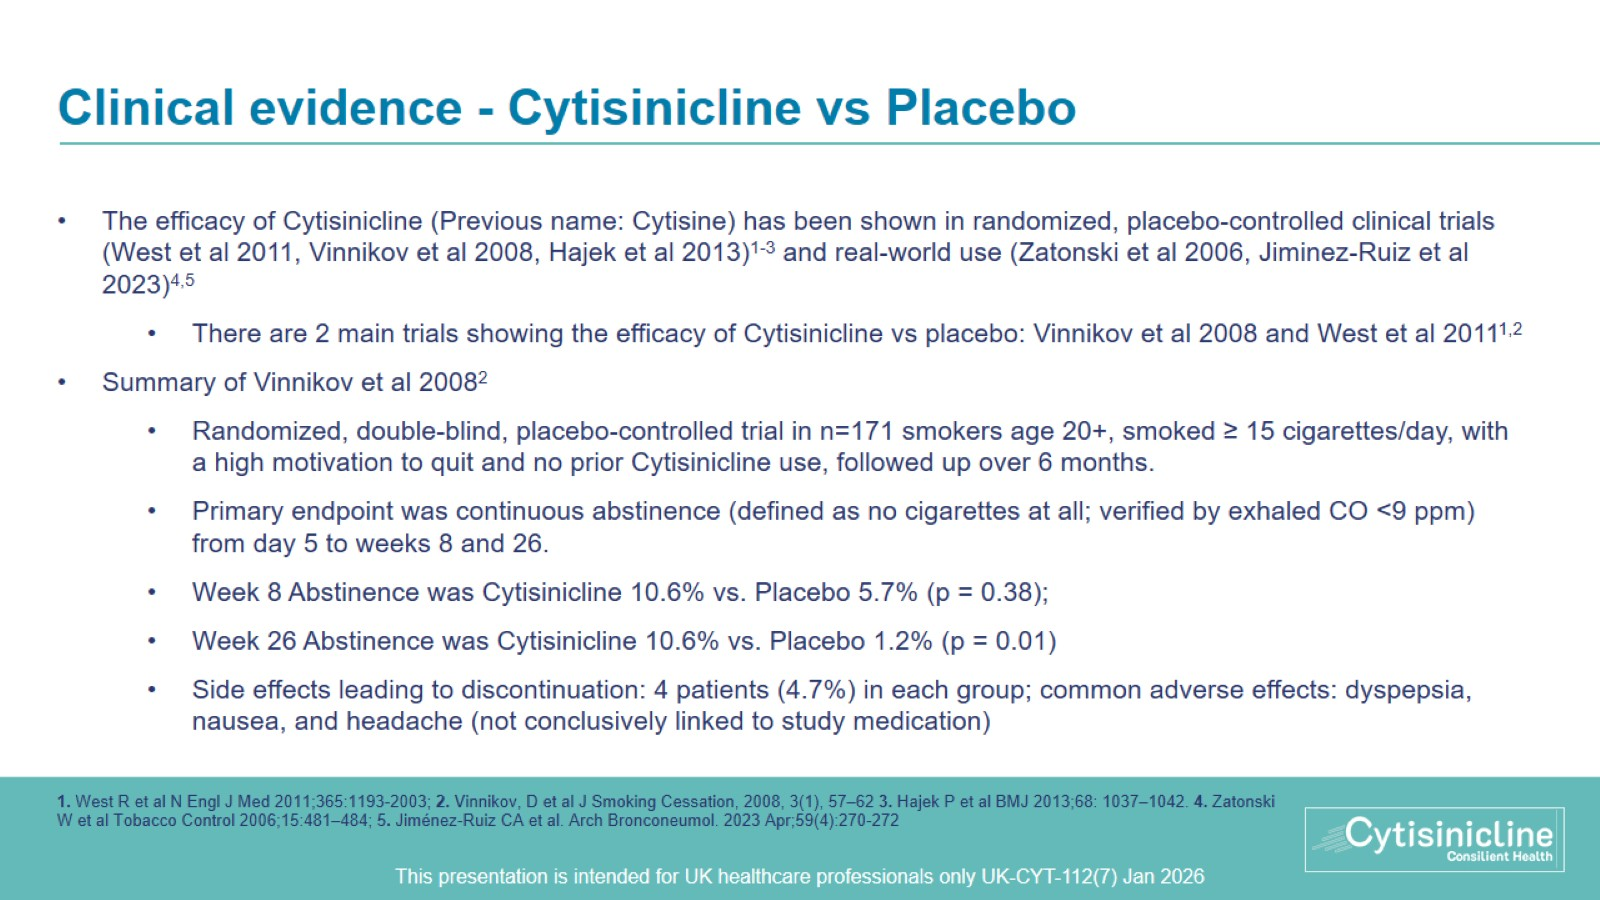 Clinical evidence - Cytisinicline vs Placebo
• The efficacy of Cytisinicline (Previous name: Cytisine) has been shown in randomized, placebo-controlled clinical trials
(West et al 2011, Vinnikov et al 2008, Hajek et al 2013)1-3 and real-world use (Zatonski et al 2006, Jiminez-Ruiz et al
2023)4,5
• There are 2 main trials showing the efficacy of Cytisinicline vs placebo: Vinnikov et al 2008 and West et al 20111,2
• Summary of Vinnikov et al 20082
• Randomized, double-blind, placebo-controlled trial in n=171 smokers age 20+, smoked ≥ 15 cigarettes/day, with
a high motivation to quit and no prior Cytisinicline use, followed up over 6 months.
• Primary endpoint was continuous abstinence (defined as no cigarettes at all; verified by exhaled CO <9 ppm)
from day 5 to weeks 8 and 26.
• Week 8 Abstinence was Cytisinicline 10.6% vs. Placebo 5.7% (p = 0.38);
• Week 26 Abstinence was Cytisinicline 10.6% vs. Placebo 1.2% (p = 0.01)
• Side effects leading to discontinuation: 4 patients (4.7%) in each group; common adverse effects: dyspepsia,
nausea, and headache (not conclusively linked to study medication)
1. West R et al N Engl J Med 2011;365:1193-2003; 2. Vinnikov, D et al J Smoking Cessation, 2008, 3(1), 57–62 3. Hajek P et al BMJ 2013;68: 1037–1042. 4. Zatonski
W et al Tobacco Control 2006;15:481–484; 5. Jiménez-Ruiz CA et al. Arch Bronconeumol. 2023 Apr;59(4):270-272
Cytisinicline
Consilient Health
This presentation is intended for UK healthcare professionals only UK-CYT-112(7) Jan 2026